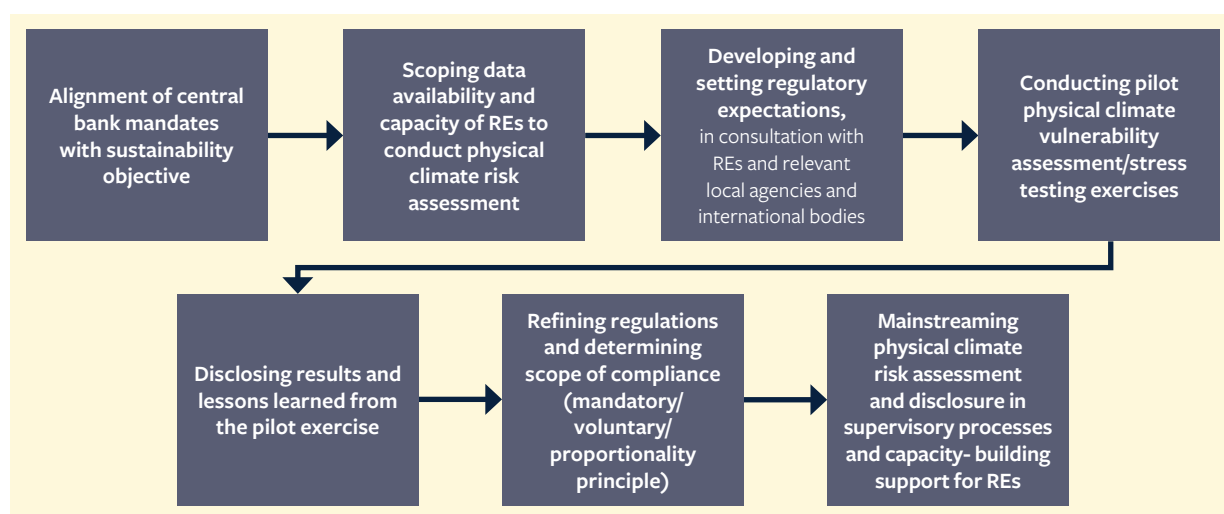 Alignment of central
bank mandates
with sustainability
objective
Scoping data
availability and
capacity of REs to
conduct physical
climate risk
assessment
Developing and
setting regulatory
expectations,
in consultation with
REs and relevant
local agencies and
international bodies
Conducting pilot
physical climate
vulnerability
assessment/stress
testing exercises
Disclosing results and
lessons learned from
the pilot exercise
Refining regulations
and determining
scope of compliance
(mandatory/
voluntary/
proportionality
principle)
Mainstreaming
physical climate
risk assessment
and disclosure in
supervisory processes
and capacity- building
support for REs